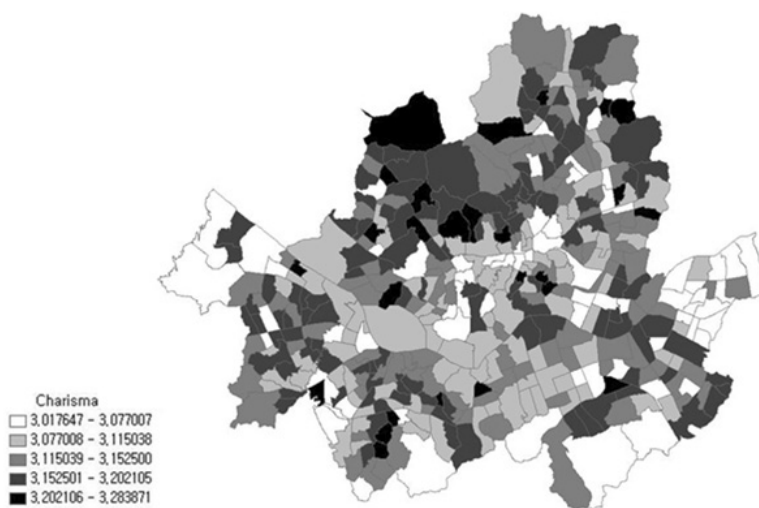 Charisma
3,017647 - 3,077007
3,077008 - 3,115038
3,115039 - 3,152500
3,152501 - 3,202105
3,202106 - 3,283871